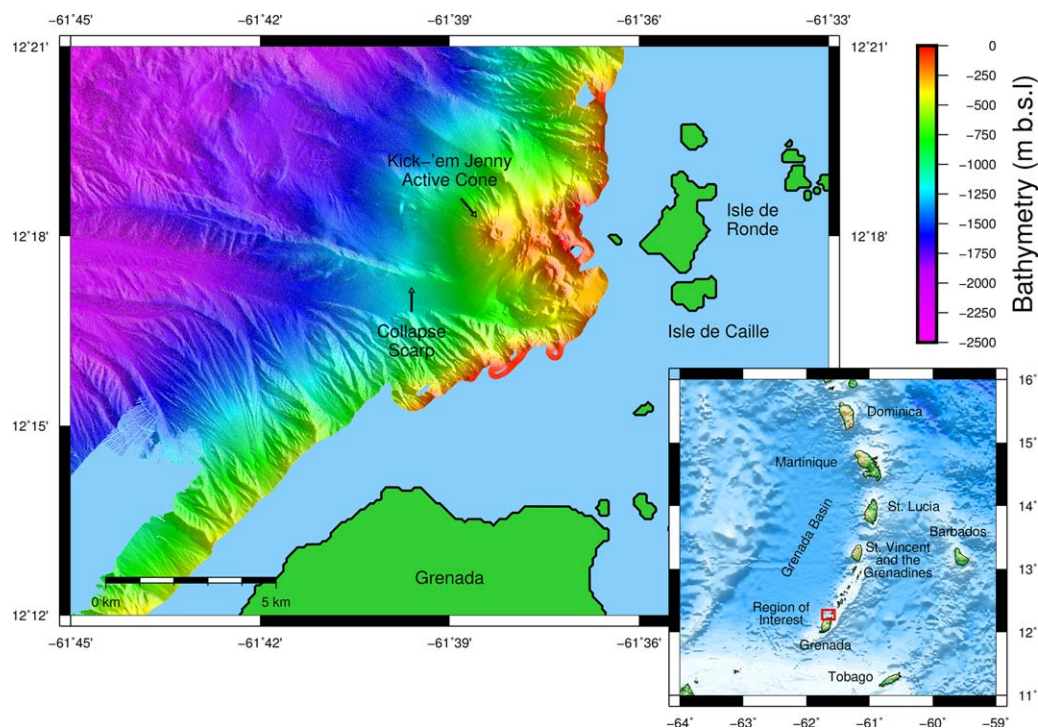 −61˚45'
−61˚42'
−61˚39'
−61˚36'
−61˚33'
12˚21'
12˚21'
0
−250
−500
−750
−1000
−1250
−1500
−1750
−2000
−2250
−2500
Bathymetry (m b.s.l)
Kick−'em Jenny
Active Cone
Isle de
Ronde
12˚18'
12˚18'
Collapse
Scarp
Isle de Caille
12˚15'
Grenada
0 km
5 km
12˚12'
−61˚45'
−61˚42'
−61˚39'
16˚
Dominica
15˚
Martinique
14˚
St. Lucia
Grenada Basin
Barbados
St. Vincent
and the
Grenadines
13˚
Region of
Interest
12˚
Grenada
Tobago
11˚
−64˚
−63˚
−62˚
−61˚
−60˚
−59˚